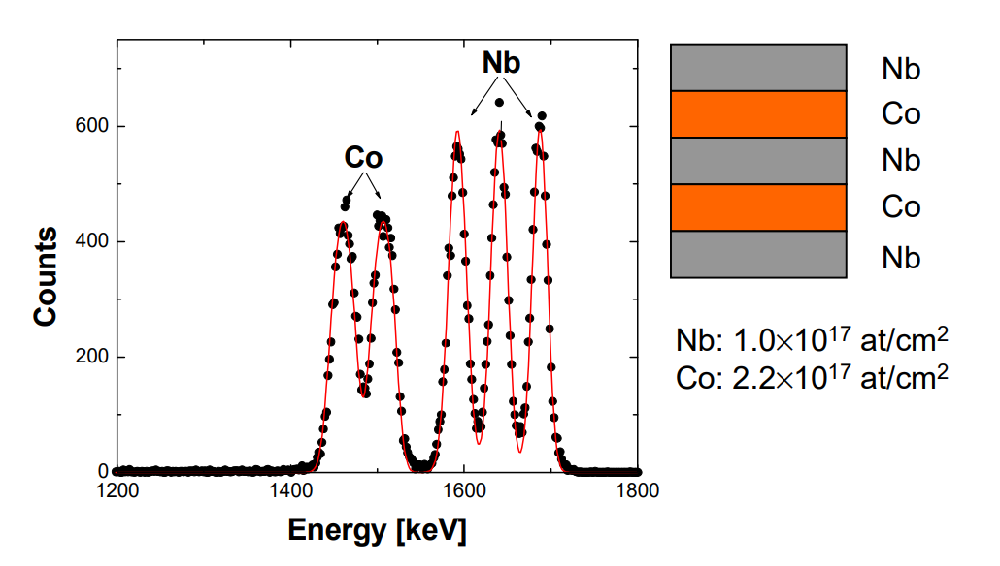 Nb
Co
600
400
200
0
1200
1400
1600
1800
Counts
Energy [keV]
Nb
Co
Nb
Co
Nb
Nb: 1.0×10¹⁷ at/cm²
Co: 2.2×10¹⁷ at/cm²